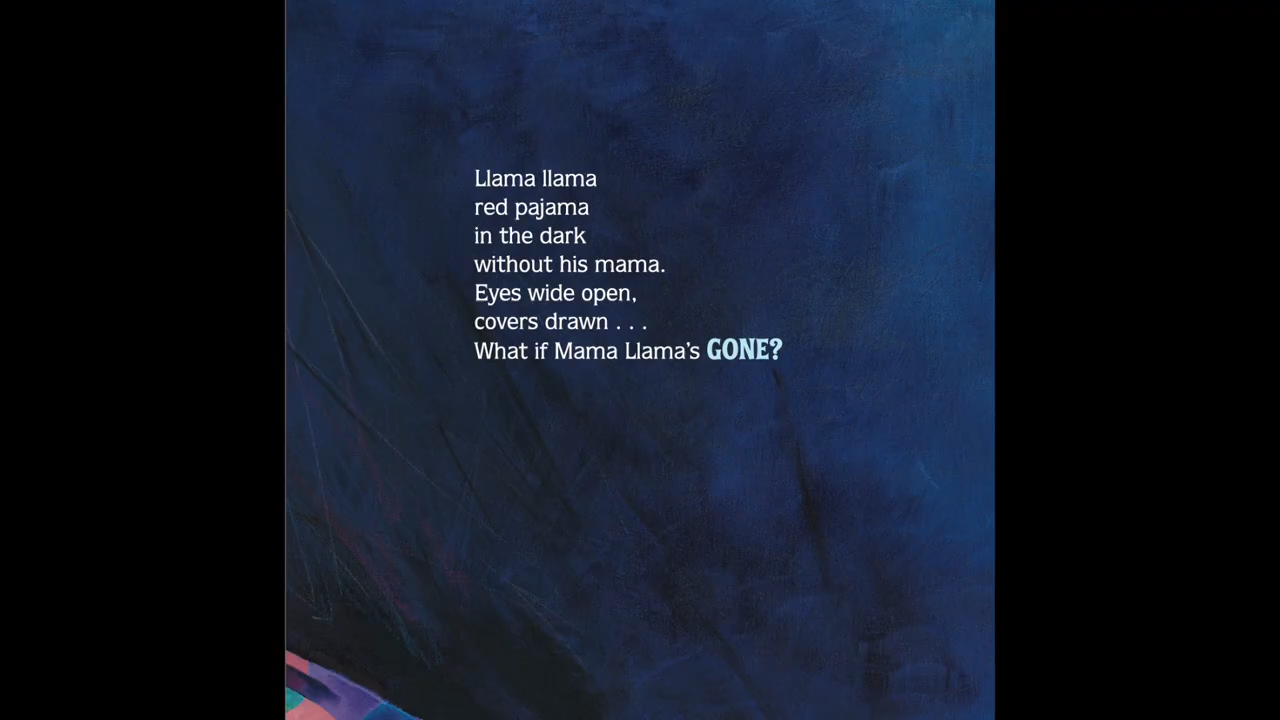 Llama llama
red pajama
in the dark
without his mama.
Eyes wide open,
covers drawn . . .
What if Mama Llama’s GONE?